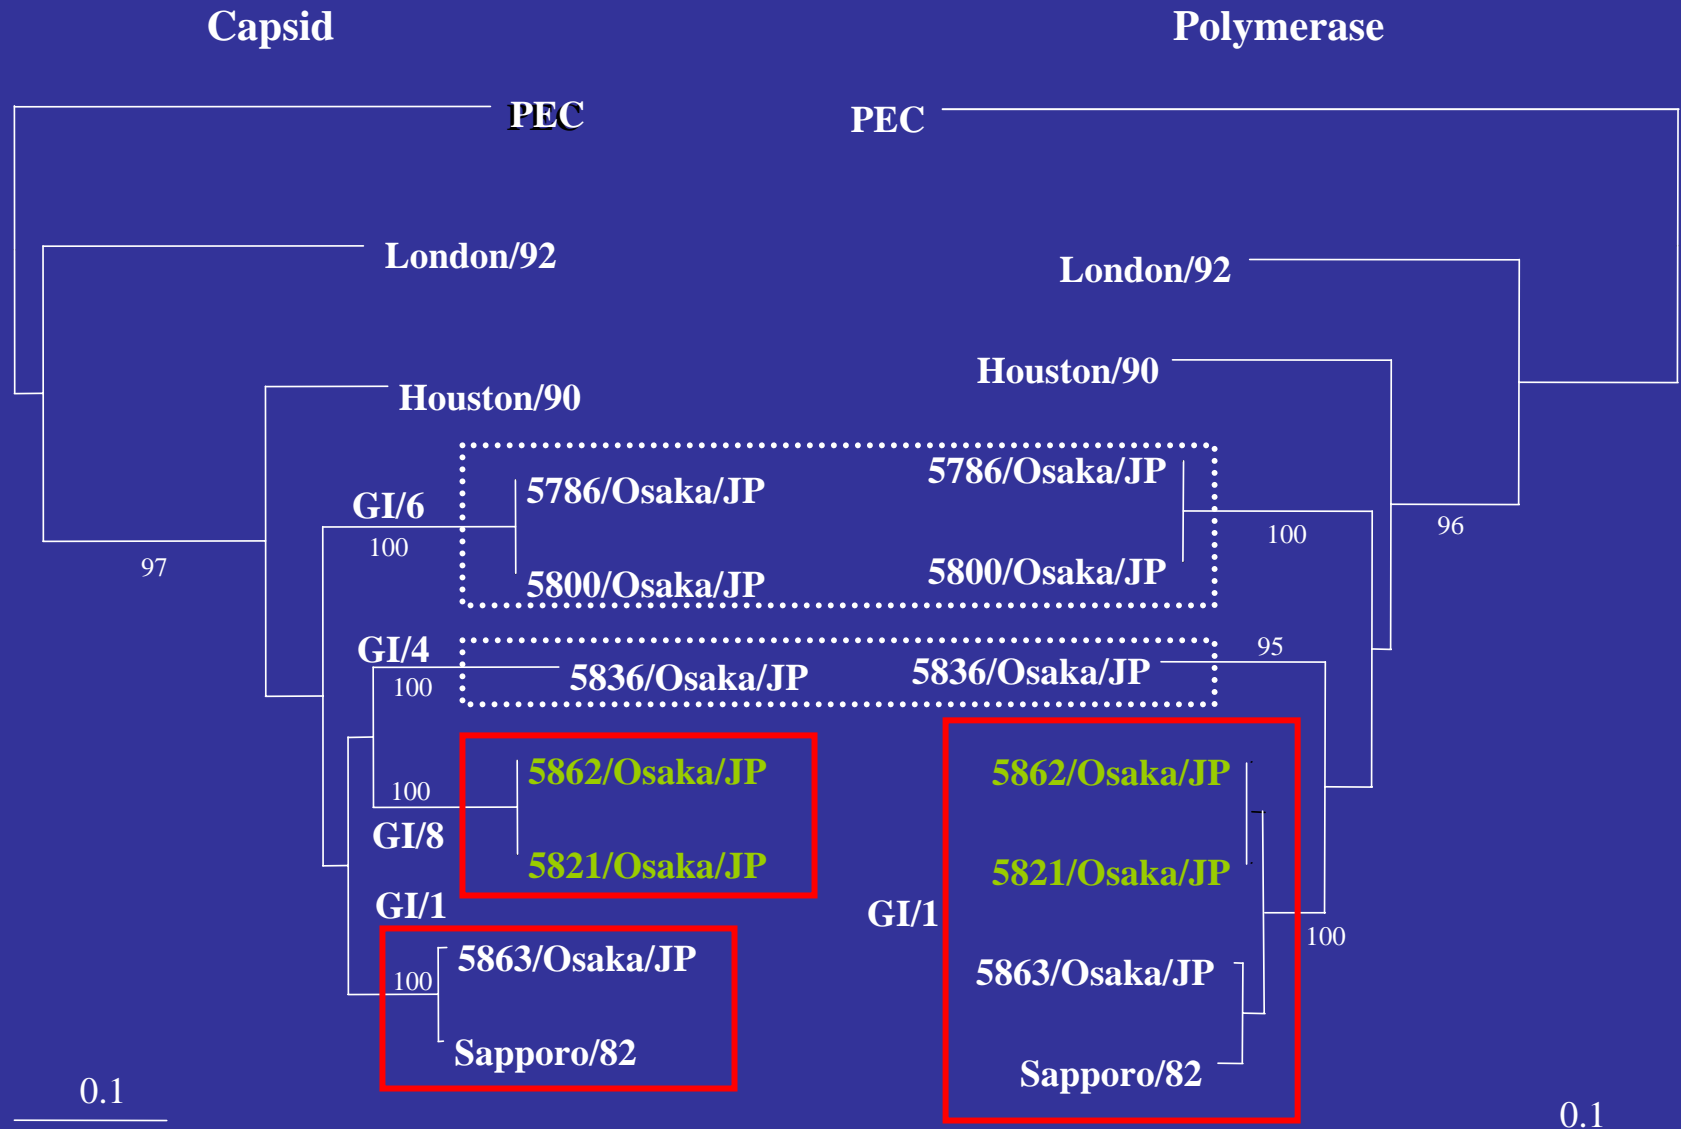 Capsid
Polymerase
PEC
PEC
London/92
London/92
Houston/90
Houston/90
GI/6
100
97
5786/Osaka/JP
5786/Osaka/JP
5800/Osaka/JP
5800/Osaka/JP
100
96
GI/4
100
5836/Osaka/JP
5836/Osaka/JP
95
100
GI/8
5862/Osaka/JP
5862/Osaka/JP
5821/Osaka/JP
5821/Osaka/JP
GI/1
GI/1
100
5863/Osaka/JP
5863/Osaka/JP
100
Sapporo/82
Sapporo/82
0.1
0.1